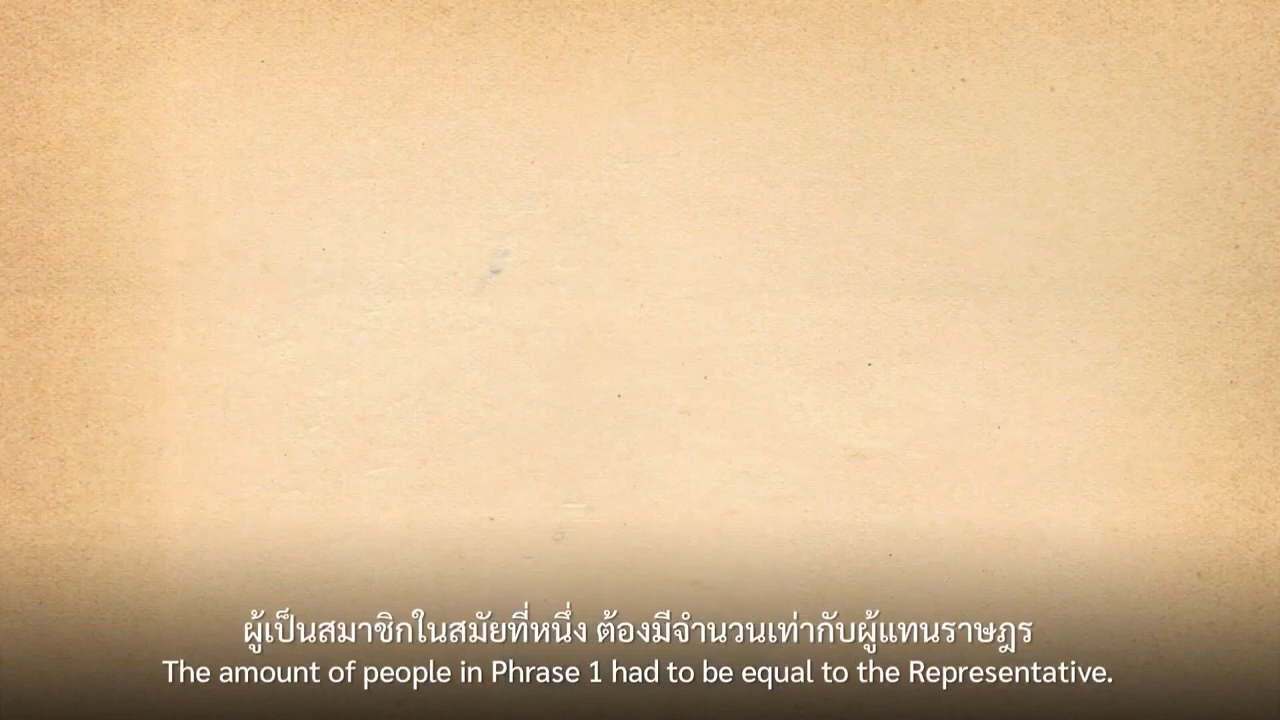 ผู้เป็นสมาชิกในสมัยที่หนึ่ง ต้องมีจำนวนเท่ากับผู้แทนราษฎร
The amount of people in Phrase 1 had to be equal to the Representative.